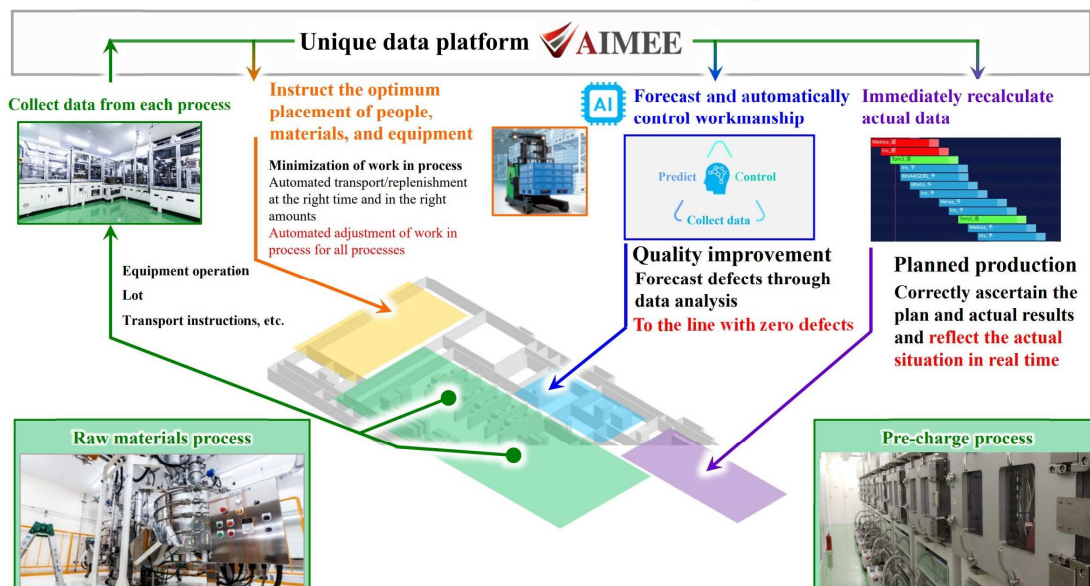 Unique data platform AIMEE
Collect data from each process
Equipment operation
Lot
Transport instructions, etc.
Instruct the optimum
placement of people,
materials, and equipment
Minimization of work in process
Automated transport/replenishment
at the right time and in the right
amounts
Automated adjustment of work in
process for all processes
AI
Forecast and automatically
control workmanship
Predict
Control
Collect data
Quality improvement
Forecast defects through
data analysis
To the line with zero defects
Immediately recalculate
actual data
Planned production
Correctly ascertain the
plan and actual results
and reflect the actual
situation in real time
Raw materials process
Pre-charge process